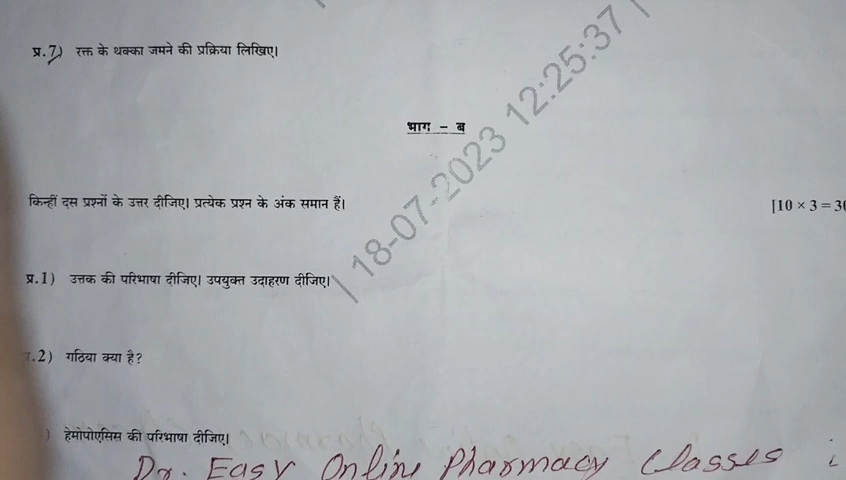 प्र.7) रक्त के थक्का जमने की प्रक्रिया लिखिए।
| 18-07-2023 12:25:37 |
भाग – ब
किन्हीं दस प्रश्नों के उत्तर दीजिए। प्रत्येक प्रश्न के अंक समान हैं। [10 × 3 = 30
प्र.1) उत्तक की परिभाषा दीजिए। उपयुक्त उदाहरण दीजिए।
.2) गठिया क्या है?
) हेमोपोएसिस की परिभाषा दीजिए।
Dr. Easy Online Pharmacy Classes